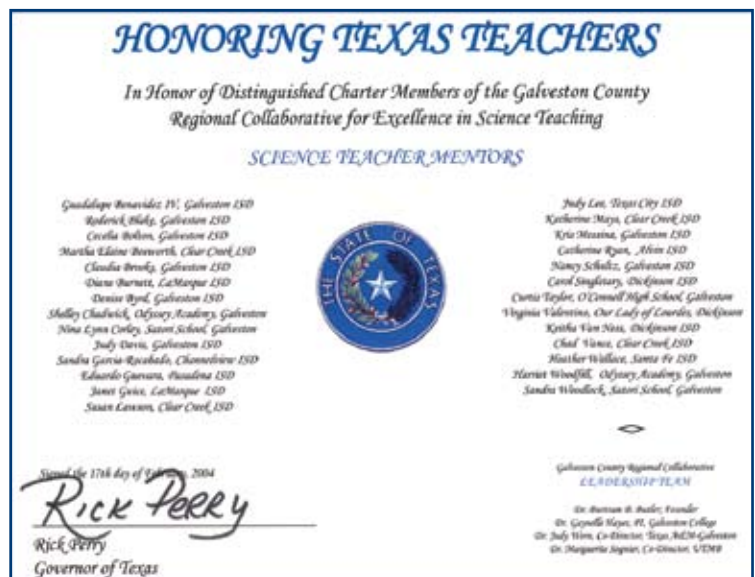 HONORING TEXAS TEACHERS
In Honor of Distinguished Charter Members of the Galveston County
Regional Collaborative for Excellence in Science Teaching
SCIENCE TEACHER MENTORS
Guadalupe Benavidez IV, Galveston ISD
Roderick Blake, Galveston ISD
Cecelia Bolton, Galveston ISD
Martha Elaine Bosworth, Clear Creek ISD
Claudia Brooks, Galveston ISD
Diane Burnett, LaMarque ISD
Denise Byrd, Galveston ISD
Shelley Chadwick, Odyssey Academy, Galveston
Nina Lynn Corley, Satori School, Galveston
Judy Davis, Galveston ISD
Sandra Garcia-Rocabado, Channelview ISD
Eduardo Guevara, Pasadena ISD
Janet Guice, LaMarque ISD
Susan Lawson, Clear Creek ISD
THE STATE OF TEXAS
Judy Lee, Texas City ISD
Katherine Mays, Clear Creek ISD
Kris Messina, Galveston ISD
Catherine Ryan, Alvin ISD
Nancy Schultz, Galveston ISD
Carol Singletary, Dickinson ISD
Curtis Taylor, O'Connell High School, Galveston
Virginia Valentino, Our Lady of Lourdes, Dickinson
Keitha Van Ness, Dickinson ISD
Chad Vance, Clear Creek ISD
Heather Wallace, Santa Fe ISD
Harriet Woodfill, Odyssey Academy, Galveston
Sandra Woodlock, Satori School, Galveston
Signed the 17th day of February, 2004
RICK PERRY
Rick Perry
Governor of Texas
Galveston County Regional Collaborative
LEADERSHIP TEAM
Dr. Butler, Founder
Dr. Gaynelle Hayes, PI, Galveston College
Dr. Judy Wern, Co-Director, Texas A&M-Galveston
Dr. Marguerite Sognier, Co-Director, UTMB